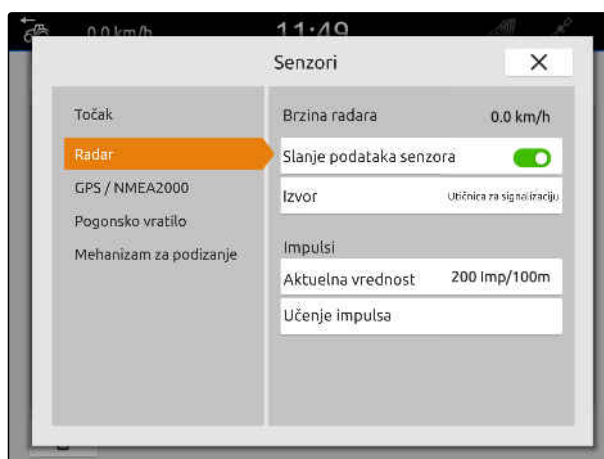 0.0 km/h
11:49
Senzori
Točak
Radar
GPS / NMEA2000
Pogonsko vratilo
Mehanizam za podizanje
Brzina radara 0.0 km/h
Slanje podataka senzora
Izvor Utičnica za signalizaciju
Impulsi
Aktuelna vrednost 200 Imp/100m
Učenje impulsa